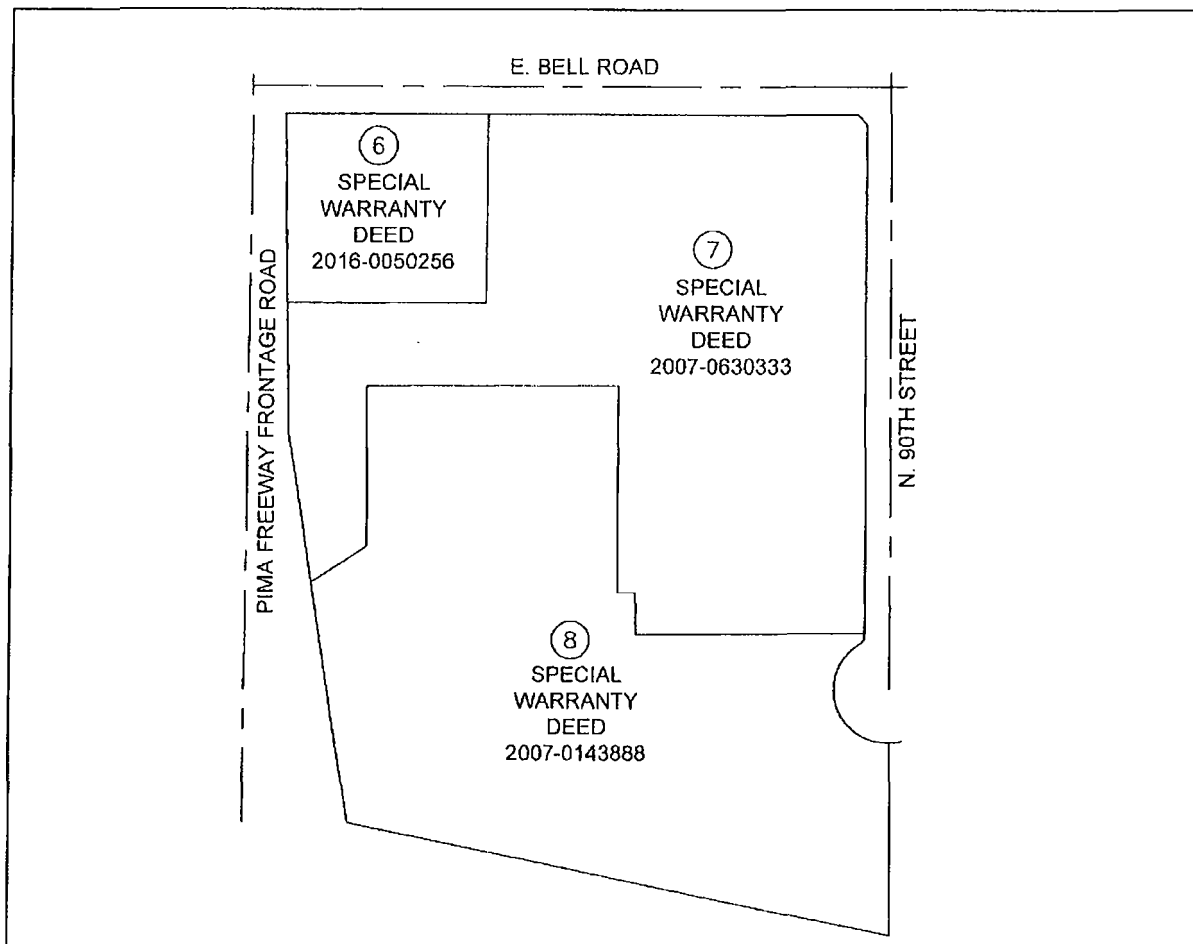 E. BELL ROAD
6
SPECIAL
WARRANTY
DEED
2016-0050256
7
SPECIAL
WARRANTY
DEED
2007-0630333
PIMA FREEWAY FRONTAGE ROAD
N. 90TH STREET
8
SPECIAL
WARRANTY
DEED
2007-0143888